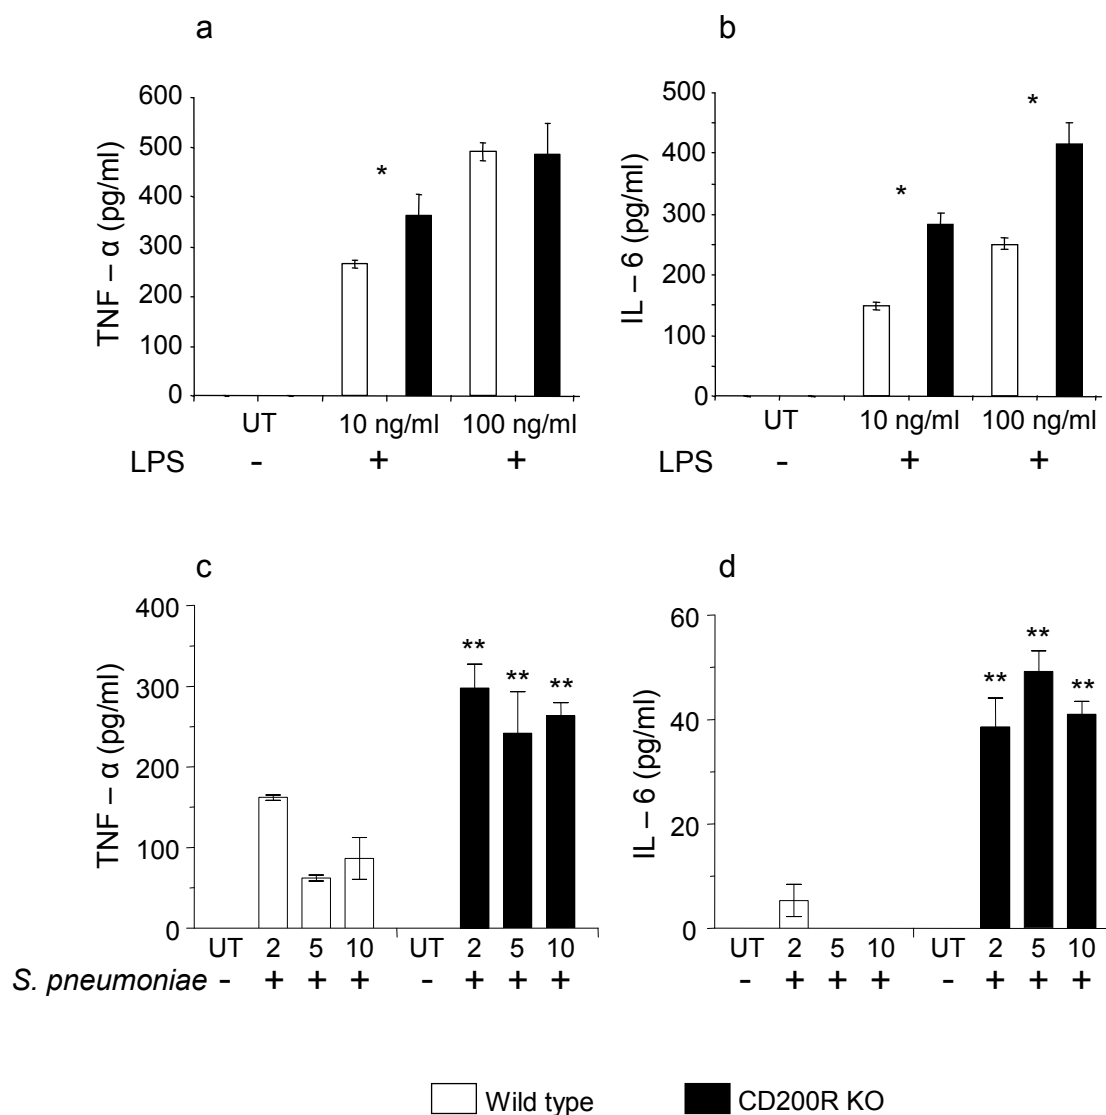 a
600
500
400
300
200
100
0
TNF – α (pg/ml)
*
UT 10 ng/ml 100 ng/ml
LPS - + +
b
500
400
300
200
100
0
IL – 6 (pg/ml)
* *
UT 10 ng/ml 100 ng/ml
LPS - + +
c
400
300
200
100
0
TNF – α (pg/ml)
** ** **
UT 2 5 10 UT 2 5 10
S. pneumoniae - + + + - + + +
d
60
40
20
0
IL – 6 (pg/ml)
** ** **
UT 2 5 10 UT 2 5 10
- + + + - + + +
Wild type CD200R KO